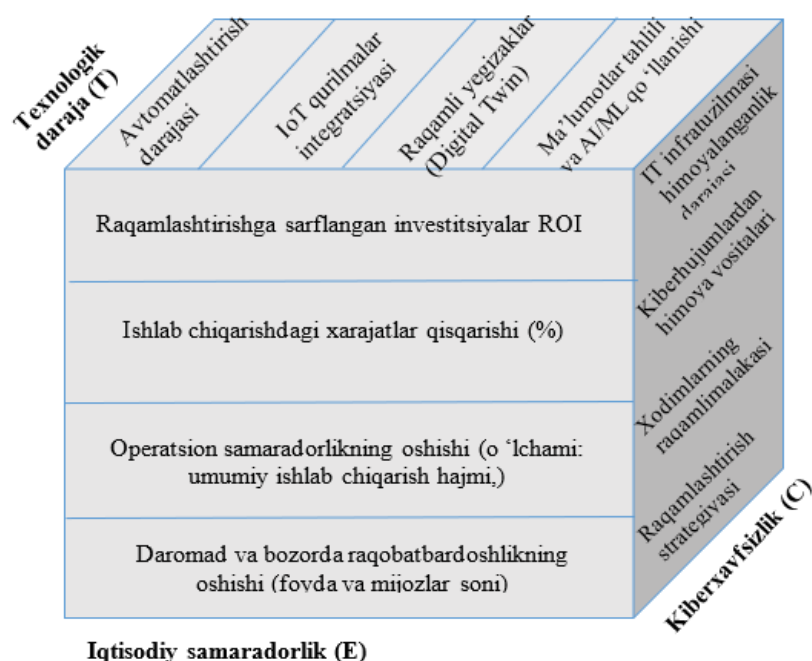 Texnologik
daraja (T)
Avtomatlashtirish
darajasi
IoT qurilmalar
integratsiyasi
Raqamli yegizaklar
(Digital Twin)
Ma’lumotlar tahlili
va AI/ML qo ‘llanishi
IT infratuzilmasi
himoyalanganlik
darajasi
Kiberhujumlardan
himoya vositalari
Xodimlarning
raqamlimalakasi
Raqamlashtirish
strategiyasi
Kiberxavfsizlik (C)
Raqamlashtirishga sarflangan investitsiyalar ROI
Ishlab chiqarishdagi xarajatlar qisqarishi (%)
Operatsion samaradorlikning oshishi (o ‘lchami:
umumiy ishlab chiqarish hajmi,)
Daromad va bozorda raqobatbardoshlikning
oshishi (foyda va mijozlar soni)
Iqtisodiy samaradorlik (E)